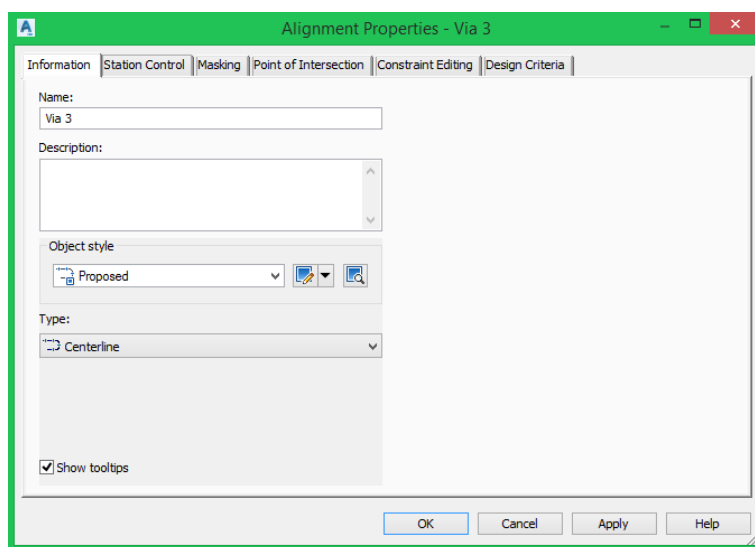 Alignment Properties - Via 3
Information Station Control Masking Point of Intersection Constraint Editing Design Criteria
Name:
Via 3
Description:
Object style
Proposed
Type:
Centerline
Show tooltips
OK Cancel Apply Help